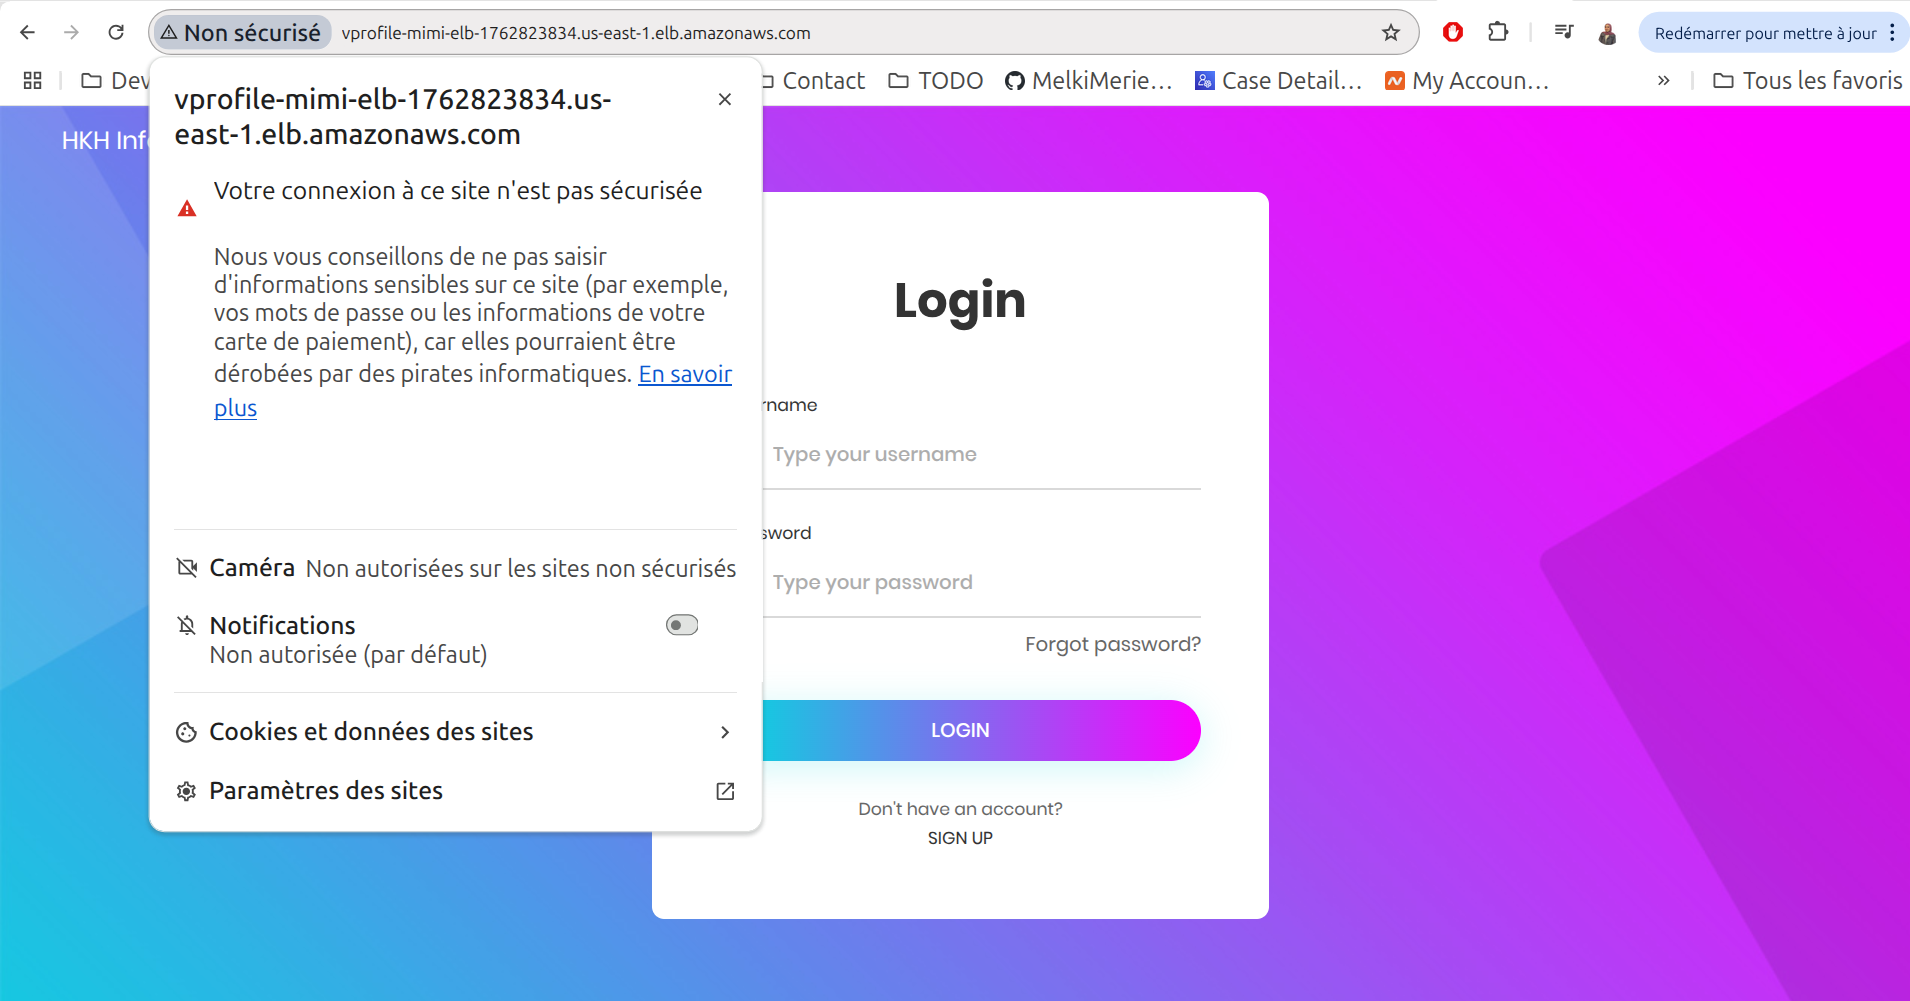 Non sécurisé vprofile-mimi-elb-1762823834.us-east-1.elb.amazonaws.com Redémarrer pour mettre à jour
Dev Contact TODO MelkiMerie... Case Detail... My Accoun... » Tous les favoris
HKH Inf
vprofile-mimi-elb-1762823834.us-
east-1.elb.amazonaws.com
Votre connexion à ce site n'est pas sécurisée
Nous vous conseillons de ne pas saisir
d'informations sensibles sur ce site (par exemple,
vos mots de passe ou les informations de votre
carte de paiement), car elles pourraient être
dérobées par des pirates informatiques. En savoir
plus
Caméra Non autorisées sur les sites non sécurisés
Notifications
Non autorisée (par défaut)
Cookies et données des sites
Paramètres des sites
Login
rname
Type your username
sword
Type your password
Forgot password?
LOGIN
Don't have an account?
SIGN UP